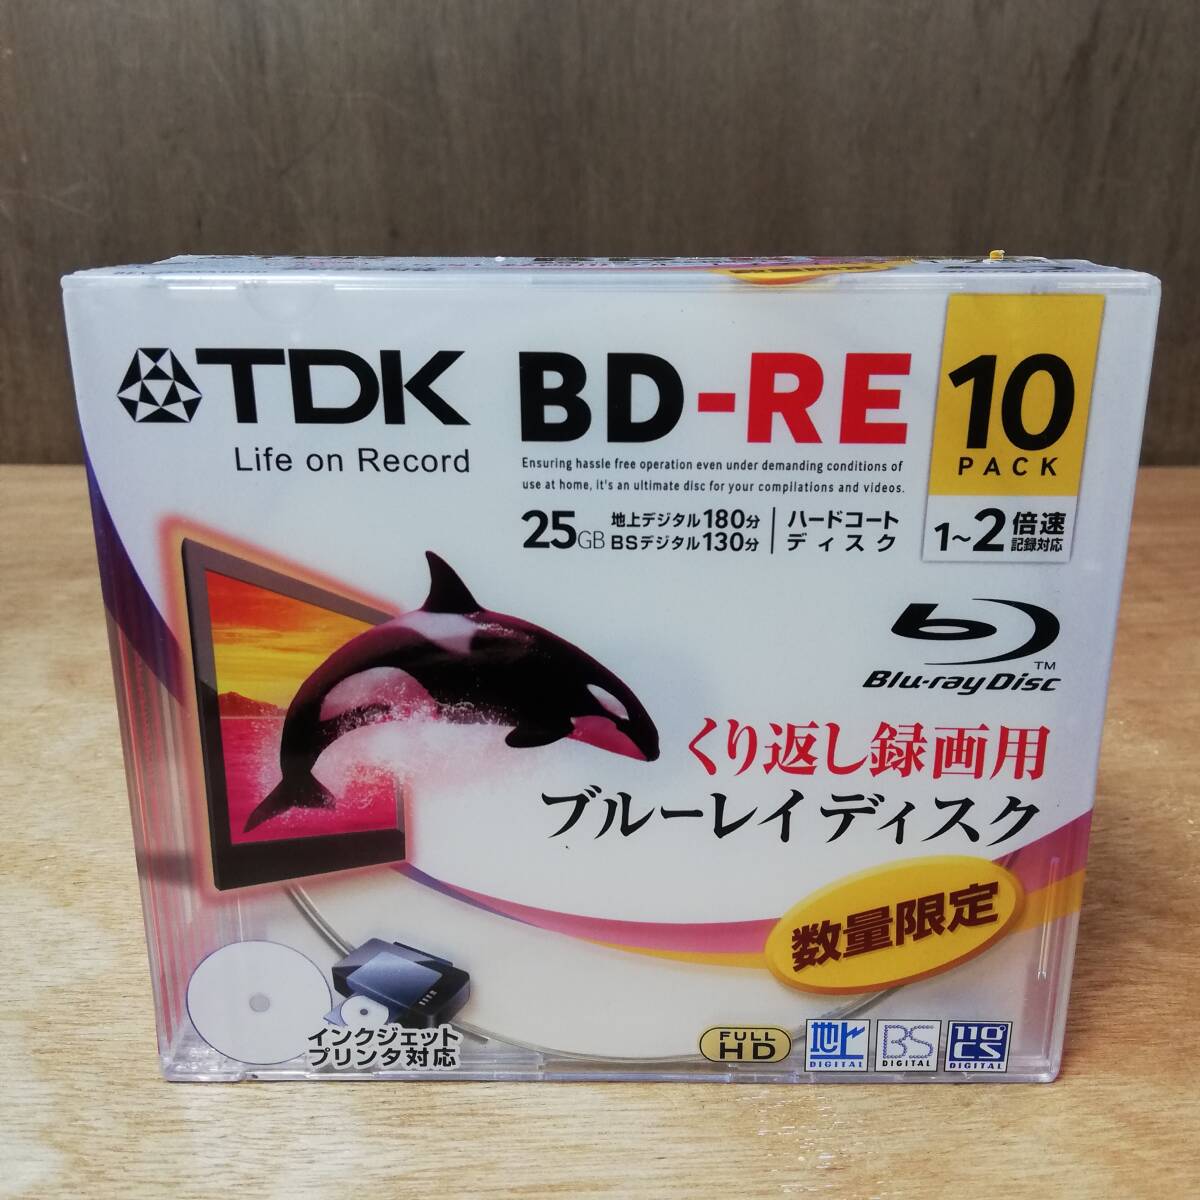 TDK
Life on Record
BD-RE
Ensuring hassle free operation even under demanding conditions of
use at home, it's an ultimate disc for your compilations and videos.
25GB
地上デジタル180分
BSデジタル130分
ハードコート
ディスク
10
PACK
1~2倍速
記録対応
Blu-ray Disc TM
くり返し録画用
ブルーレイディスク
数量限定
インクジェット
プリンタ対応
FULL
HD
地上
DIGITAL
BS
DIGITAL
110°
CS
DIGITAL